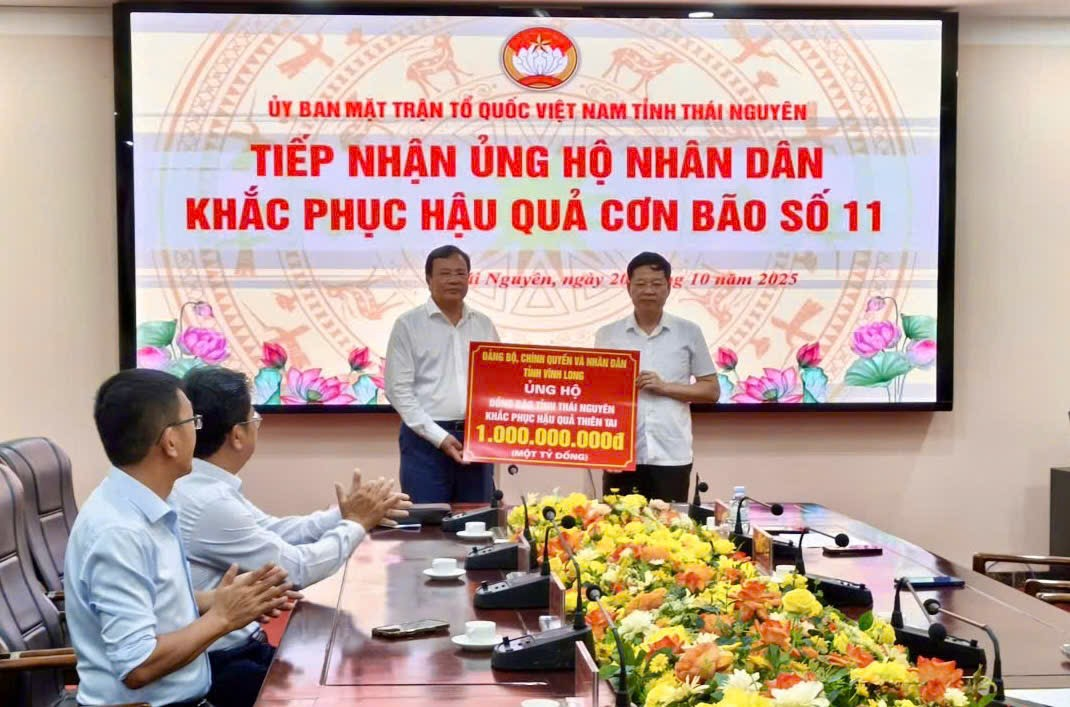 ỦY BAN MẶT TRẬN TỔ QUỐC VIỆT NAM TỈNH THÁI NGUYÊN
TIẾP NHẬN ỦNG HỘ NHÂN DÂN
KHẮC PHỤC HẬU QUẢ CƠN BÃO SỐ 11
Nguyên, ngày 10 năm 2025
ĐẢNG BỘ, CHÍNH QUYỀN VÀ NHÂN DÂN
TỈNH VĨNH LONG
ỦNG HỘ
ĐỒNG BÀO TỈNH THÁI NGUYÊN
KHẮC PHỤC HẬU QUẢ THIÊN TAI
1.000.000.000đ
(MỘT TỶ ĐỒNG)